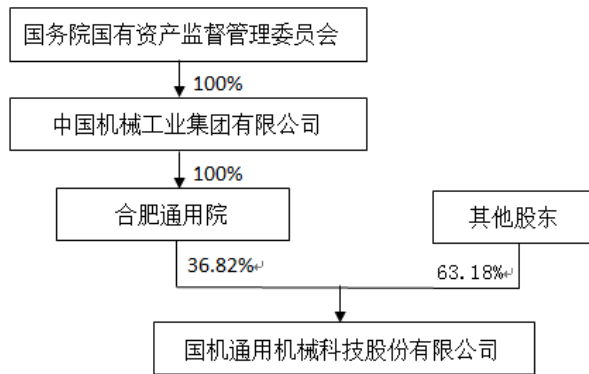 国务院国有资产监督管理委员会
100%
中国机械工业集团有限公司
100%
合肥通用院
其他股东
36.82%
63.18%
国机通用机械科技股份有限公司